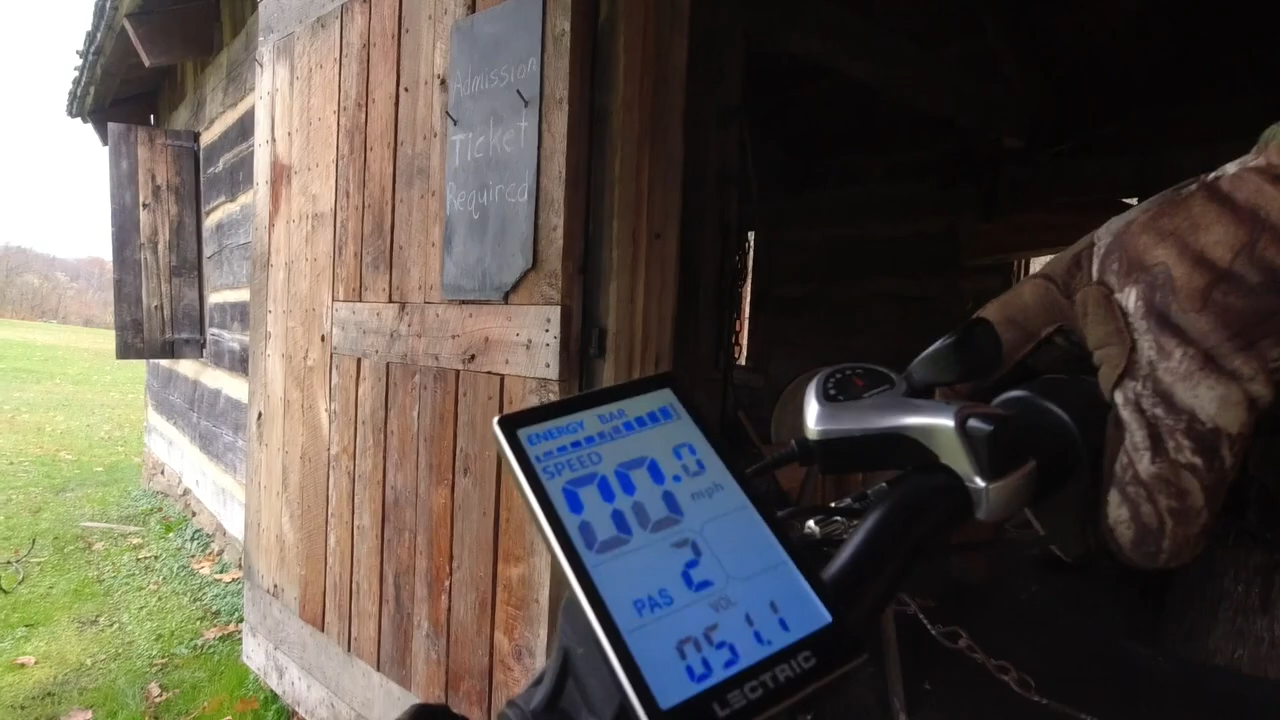 Admission
Ticket
Required
ENERGY BAR
SPEED
00.0
mph
PAS 2
VOL
051.1
LECTRIC